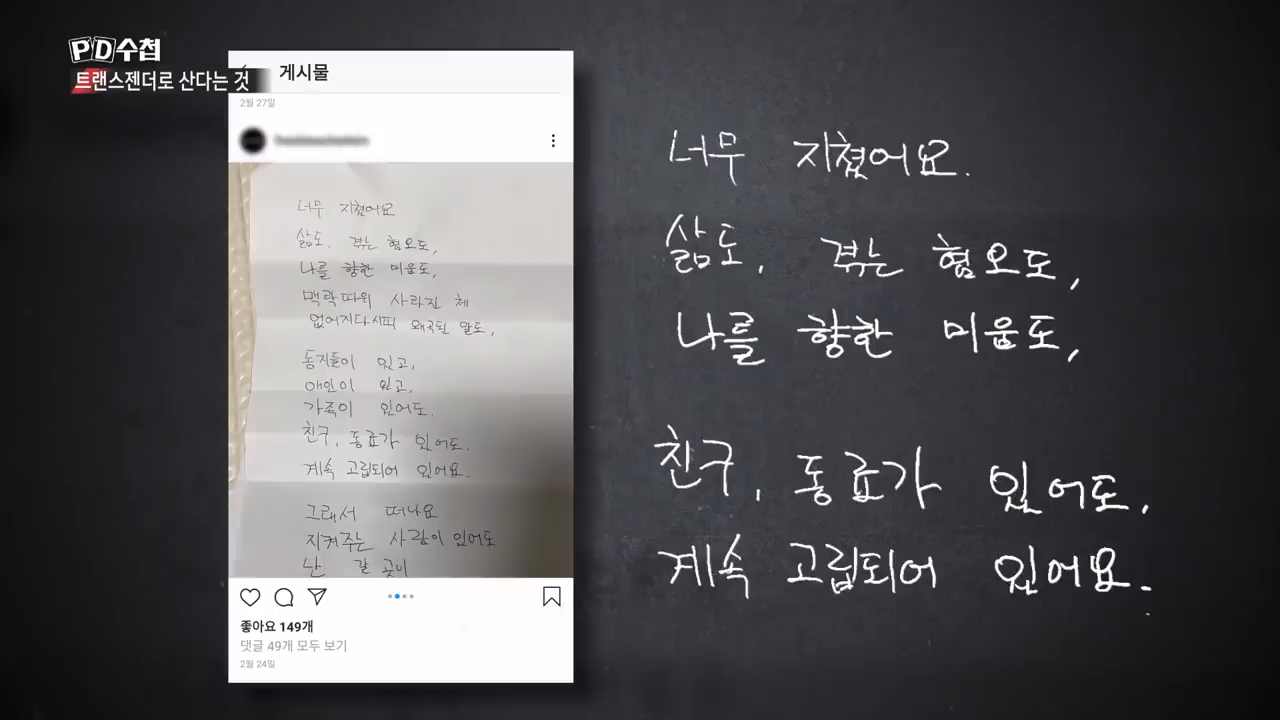 PD수첩
트랜스젠더로 산다는 것
게시물
2월 27일
너무 지쳤어요
삶도, 겪는 혐오도,
나를 향한 미움도,
맥락따위 사라진 체
없어지다시피 왜곡된 말도,
동지들이 있고,
애인이 있고,
가족이 있어도.
친구, 동료가 있어도.
계속 고립되어 있어요.
그래서 떠나요
지켜주는 사람이 있어도
난 갈 곳이
좋아요 149개
댓글 49개 모두 보기
2월 24일
너무 지쳤어요.
삶도, 겪는 혐오도,
나를 향한 미움도,
친구, 동료가 있어도,
계속 고립되어 있어요.